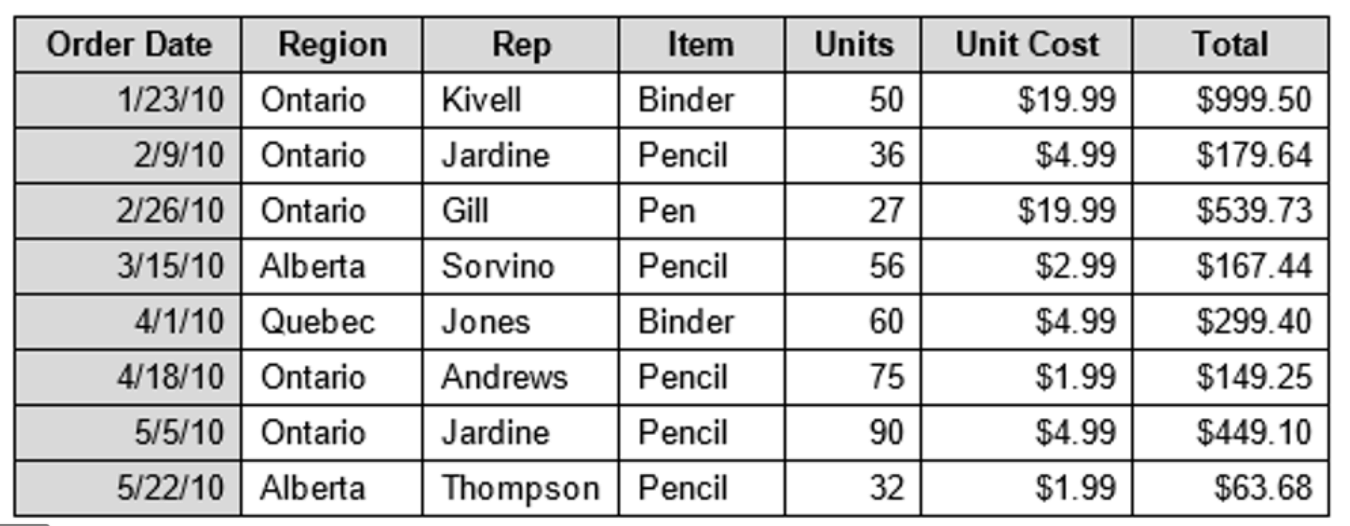 Order Date Region Rep Item Units Unit Cost Total
1/23/10 Ontario Kivell Binder 50 $19.99 $999.50
2/9/10 Ontario Jardine Pencil 36 $4.99 $179.64
2/26/10 Ontario Gill Pen 27 $19.99 $539.73
3/15/10 Alberta Sorvino Pencil 56 $2.99 $167.44
4/1/10 Quebec Jones Binder 60 $4.99 $299.40
4/18/10 Ontario Andrews Pencil 75 $1.99 $149.25
5/5/10 Ontario Jardine Pencil 90 $4.99 $449.10
5/22/10 Alberta Thompson Pencil 32 $1.99 $63.68